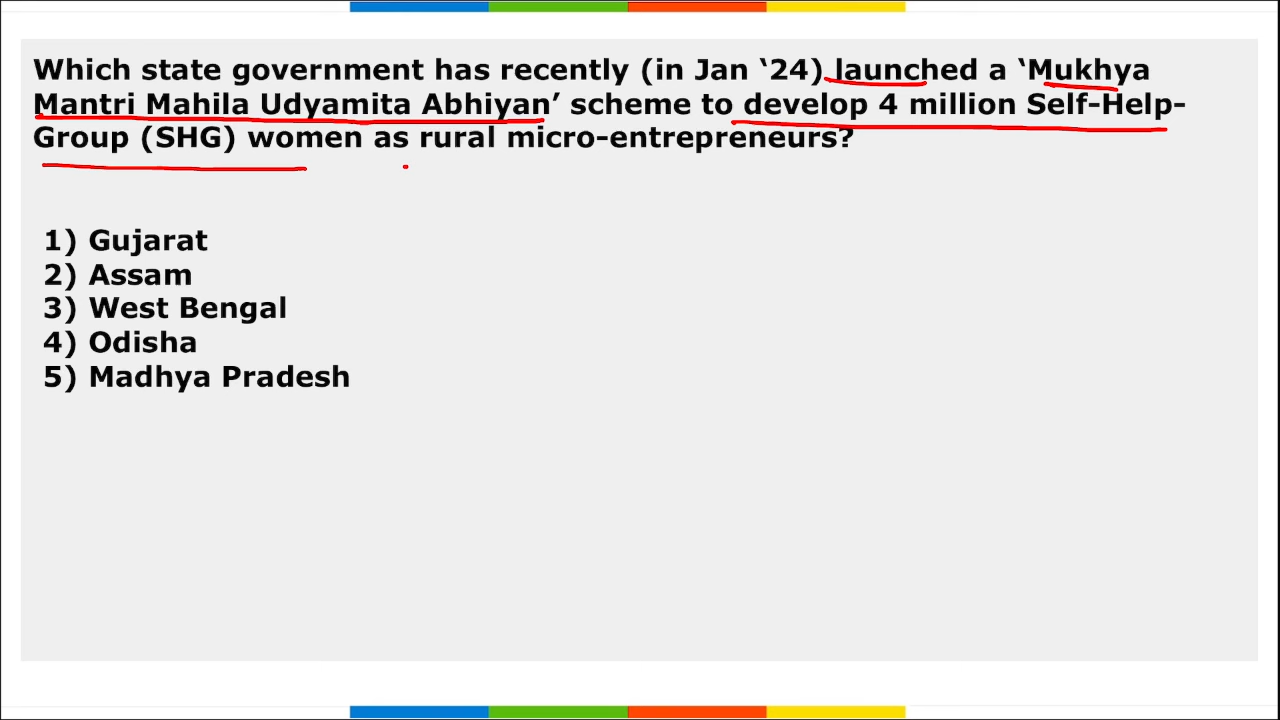 Which state government has recently (in Jan ‘24) launched a ‘Mukhya
Mantri Mahila Udyamita Abhiyan’ scheme to develop 4 million Self-Help-
Group (SHG) women as rural micro-entrepreneurs?
1) Gujarat
2) Assam
3) West Bengal
4) Odisha
5) Madhya Pradesh